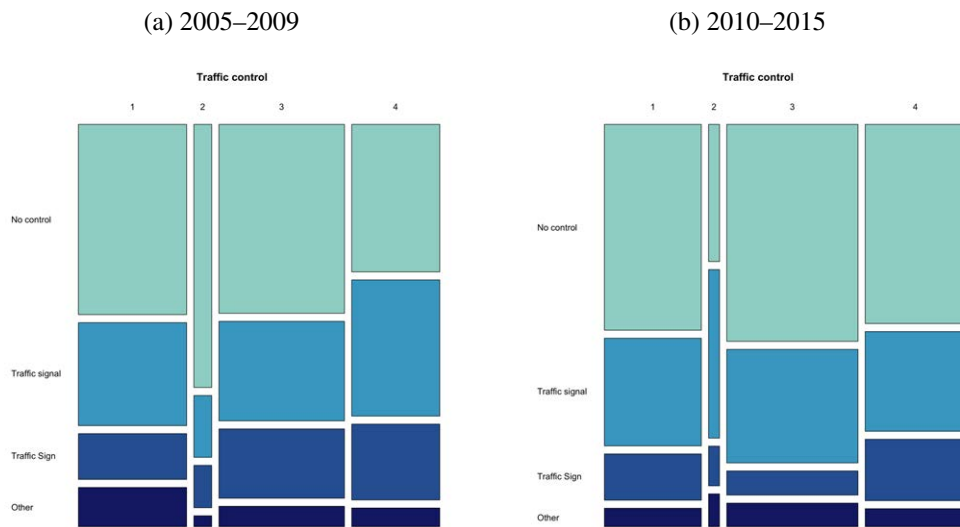 (a) 2005–2009
Traffic control
1 2 3 4
No control
Traffic signal
Traffic Sign
Other
(b) 2010–2015
Traffic control
1 2 3 4
No control
Traffic signal
Traffic Sign
Other